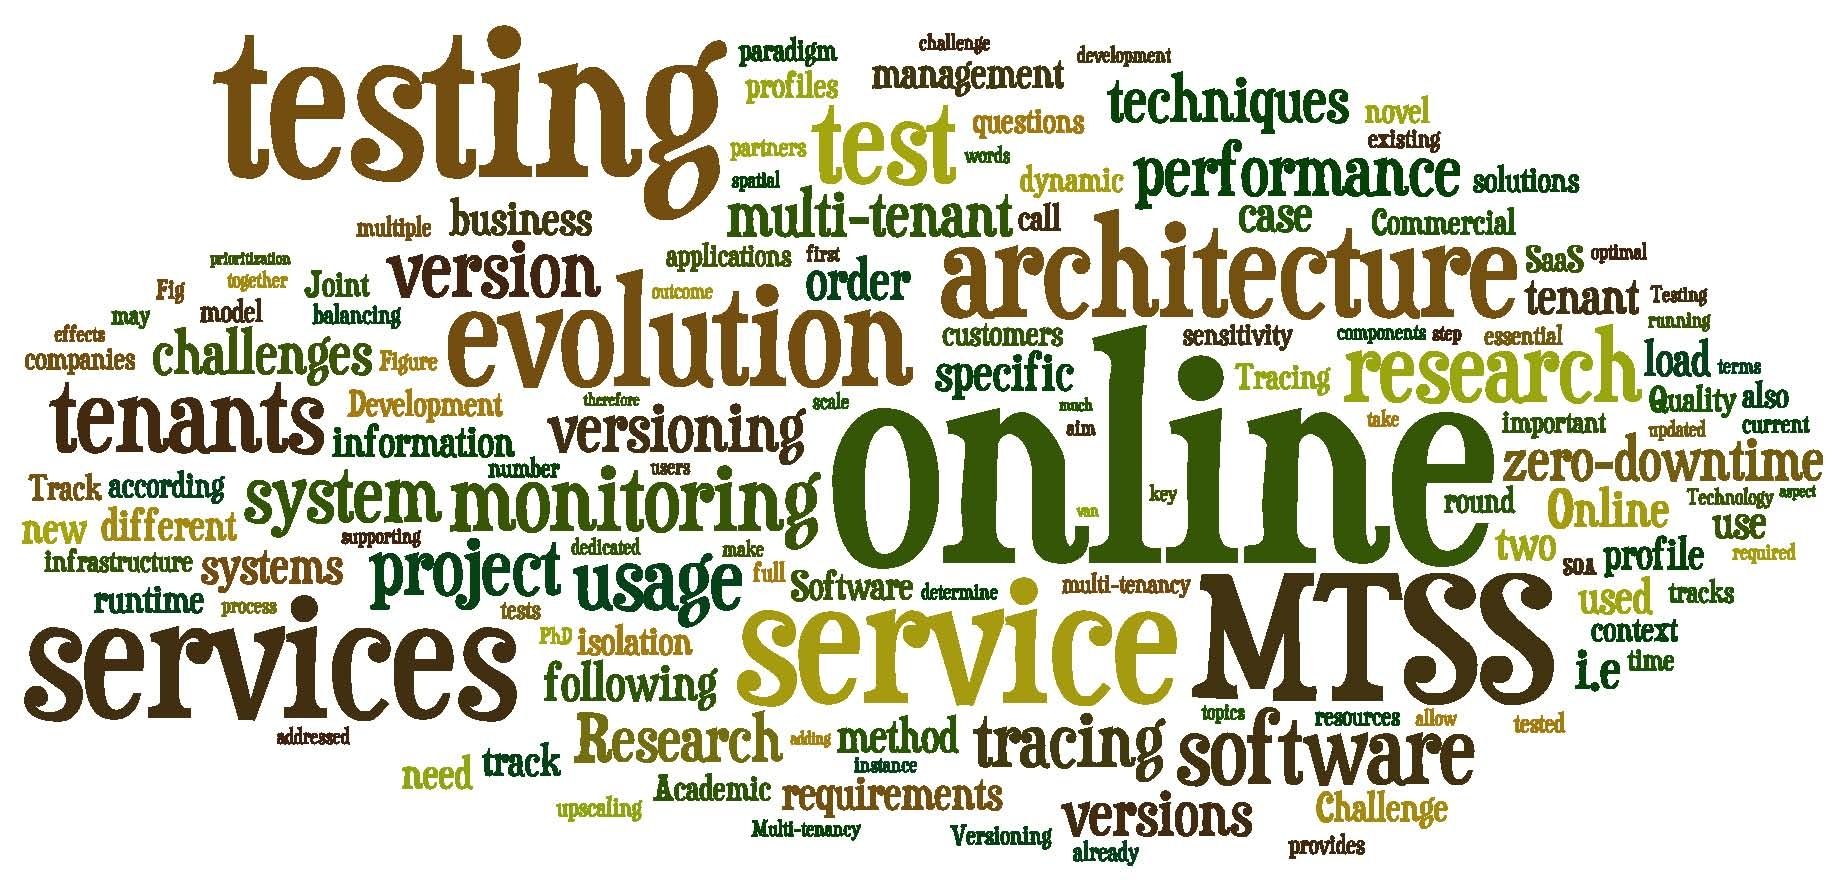 testing
paradigm
challenge
development
profiles
management
techniques
novel
test
questions
existing
partners
words
spatial
dynamic
performance
solutions
multi-tenant
call
case
Commercial
multiple
business
architecture
applications
first
SaaS
optimal
prioritization
version
order
together
Joint
evolution
outcome
Fig
tenant
Testing
may
model
balancing
running
effects
customers
sensitivity
components
step
essential
companies
challenges
Figure
specific
online
Tracing
research
load
terms
tenants
Development
therefore
scale
much
Quality
also
take
important
updated
current
information
versioning
aim
number
users
zero-downtime
Track
according
system
monitoring
key
round
Online
Technology
aspect
new
different
van
use
supporting
two
infrastructure
systems
project
dedicated
make
usage
full
SOA
profile
required
runtime
process
tests
Software
determine
multi-tenancy
MTSS
used
tracks
services
PhD
isolation
service
context
following
i.e
time
addressed
Research
adding
method
tracing
topics
resources
allow
tested
need
track
instance
software
upscaling
Academic
requirements
versions
Challenge
Multi-tenancy
Versioning
already
provides